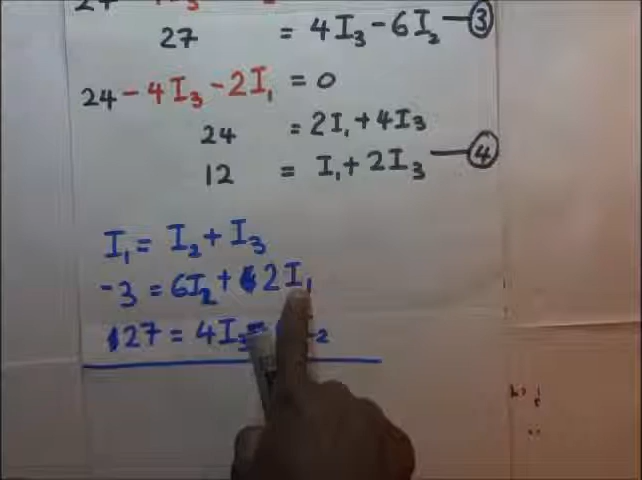 27 = 4I₃ - 6I₂ — ③
24 - 4I₃ - 2I₁ = 0
24 = 2I₁ + 4I₃
12 = I₁ + 2I₃ — ④
I₁ = I₂ + I₃
-3 = 6I₂ + 2I₁
27 = 4I₃ - ₂